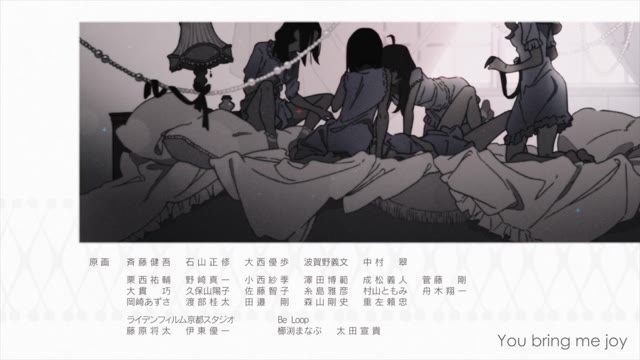 原画 斉藤健吾 石山正修 大西優歩 波賀野義文 中村 翠
栗西祐輔 野崎真一 小西紗季 澤田博範 成松義人 菅藤 剛
大貫 巧 久保山陽子 佐藤智子 糸島雅彦 村山ともみ 舟木翔一
岡崎あずさ 渡部桂太 田道 剛 森山剛史 重左頼忠
ライデンフィルム京都スタジオ Be Loop
藤原将太 伊東優一 櫛渕まなぶ 太田宣貴
You bring me joy